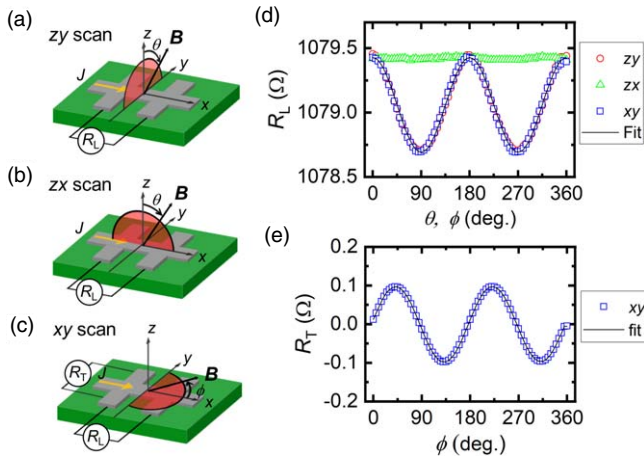 (a)
zy scan
z
θ
B
y
J
x
R_L
(b)
zx scan
z
θ
B
y
J
x
R_L
(c)
xy scan
z
y
R_T
J
B
ϕ
x
R_L
(d)
1079.5
1079.0
1078.5
R_L (Ω)
0 90 180 270 360
θ, ϕ (deg.)
zy
zx
xy
Fit
(e)
0.2
0.1
0.0
-0.1
-0.2
R_T (Ω)
0 90 180 270 360
ϕ (deg.)
xy
fit